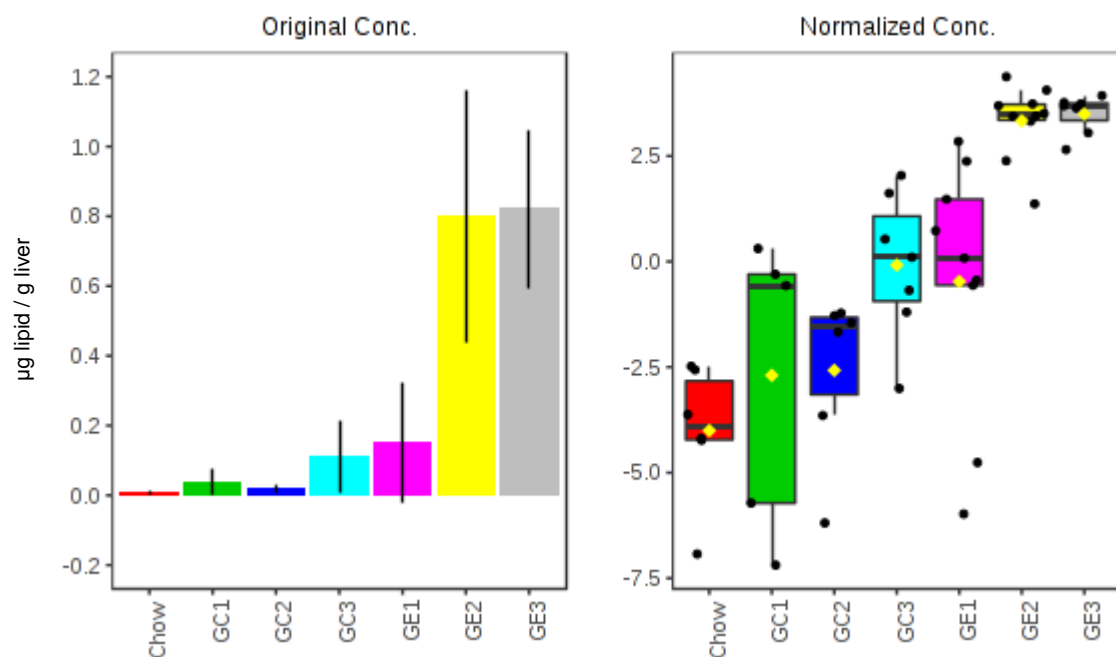 Original Conc.
Normalized Conc.
µg lipid / g liver
1.2
1.0
0.8
0.6
0.4
0.2
0.0
-0.2
Chow
GC1
GC2
GC3
GE1
GE2
GE3
2.5
0.0
-2.5
-5.0
-7.5
Chow
GC1
GC2
GC3
GE1
GE2
GE3